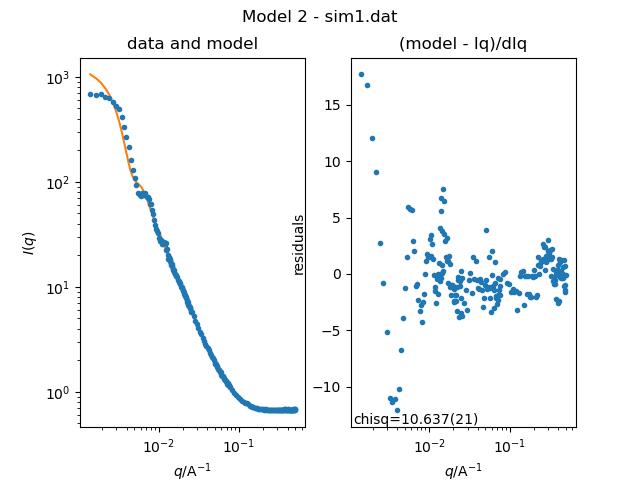 Model 2 - sim1.dat
data and model
(model - Iq)/dIq
10³
10²
10¹
10⁰
I(q)
10⁻²
10⁻¹
q/A⁻¹
15
10
5
0
−5
−10
residuals
chisq=10.637(21)
10⁻²
10⁻¹
q/A⁻¹